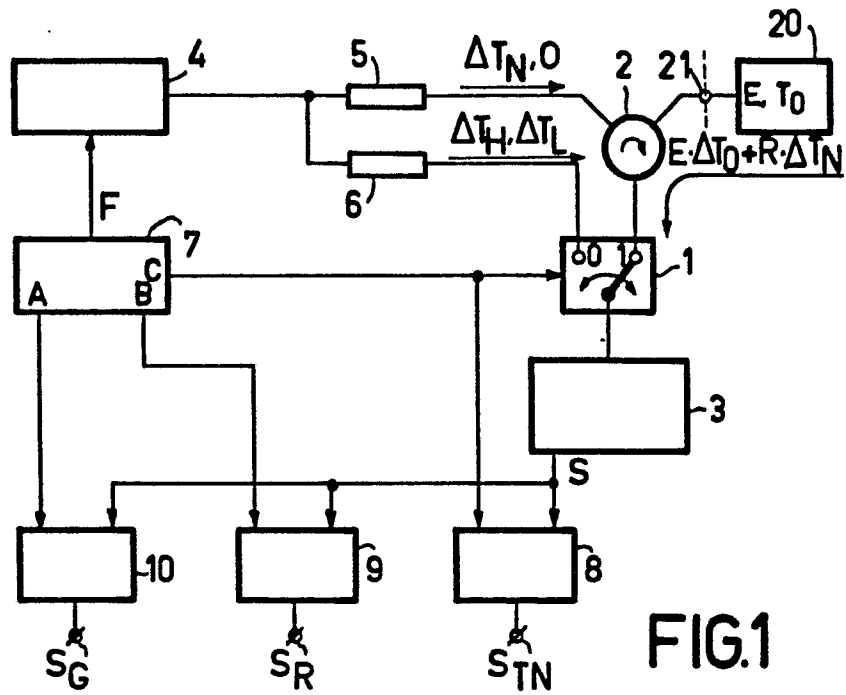 20
4
5
ΔT_N, O
2
21
E, T_0
ΔT_H, ΔT_L
E·ΔT_0+R·ΔT_N
6
F
7
C
0
1
1
A
B
3
S
10
9
8
S_G
S_R
S_TN
FIG.1